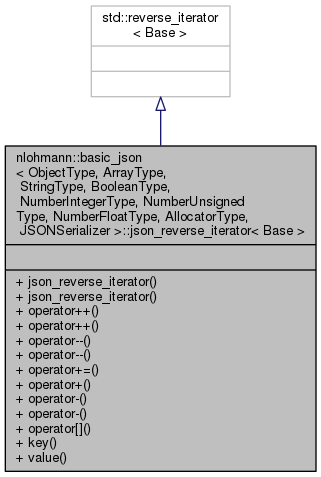 std::reverse_iterator
< Base >
nlohmann::basic_json
< ObjectType, ArrayType,
StringType, BooleanType,
NumberIntegerType, NumberUnsigned
Type, NumberFloatType, AllocatorType,
JSONSerializer >::json_reverse_iterator< Base >
+ json_reverse_iterator()
+ json_reverse_iterator()
+ operator++()
+ operator++()
+ operator--()
+ operator--()
+ operator+=()
+ operator+()
+ operator-()
+ operator-()
+ operator[]()
+ key()
+ value()